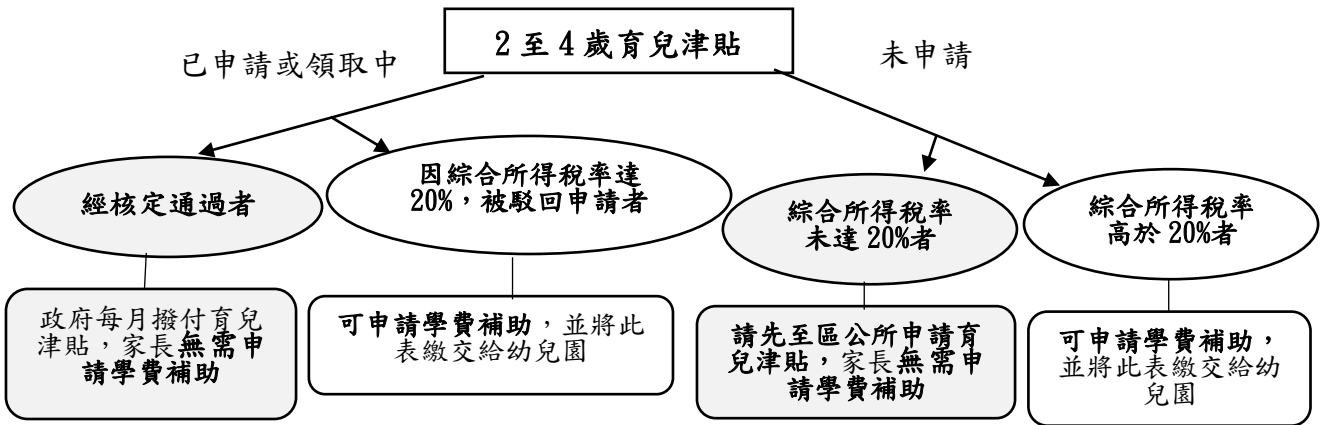 2 至 4 歲育兒津貼
已申請或領取中
未申請
經核定通過者
因綜合所得稅率達
20%，被駁回申請者
綜合所得稅率
未達 20%者
綜合所得稅率
高於 20%者
政府每月撥付育兒
津貼，家長無需申
請學費補助
可申請學費補助，並將此
表繳交給幼兒園
請先至區公所申請育
兒津貼，家長無需申
請學費補助
可申請學費補助，
並將此表繳交給幼
兒園